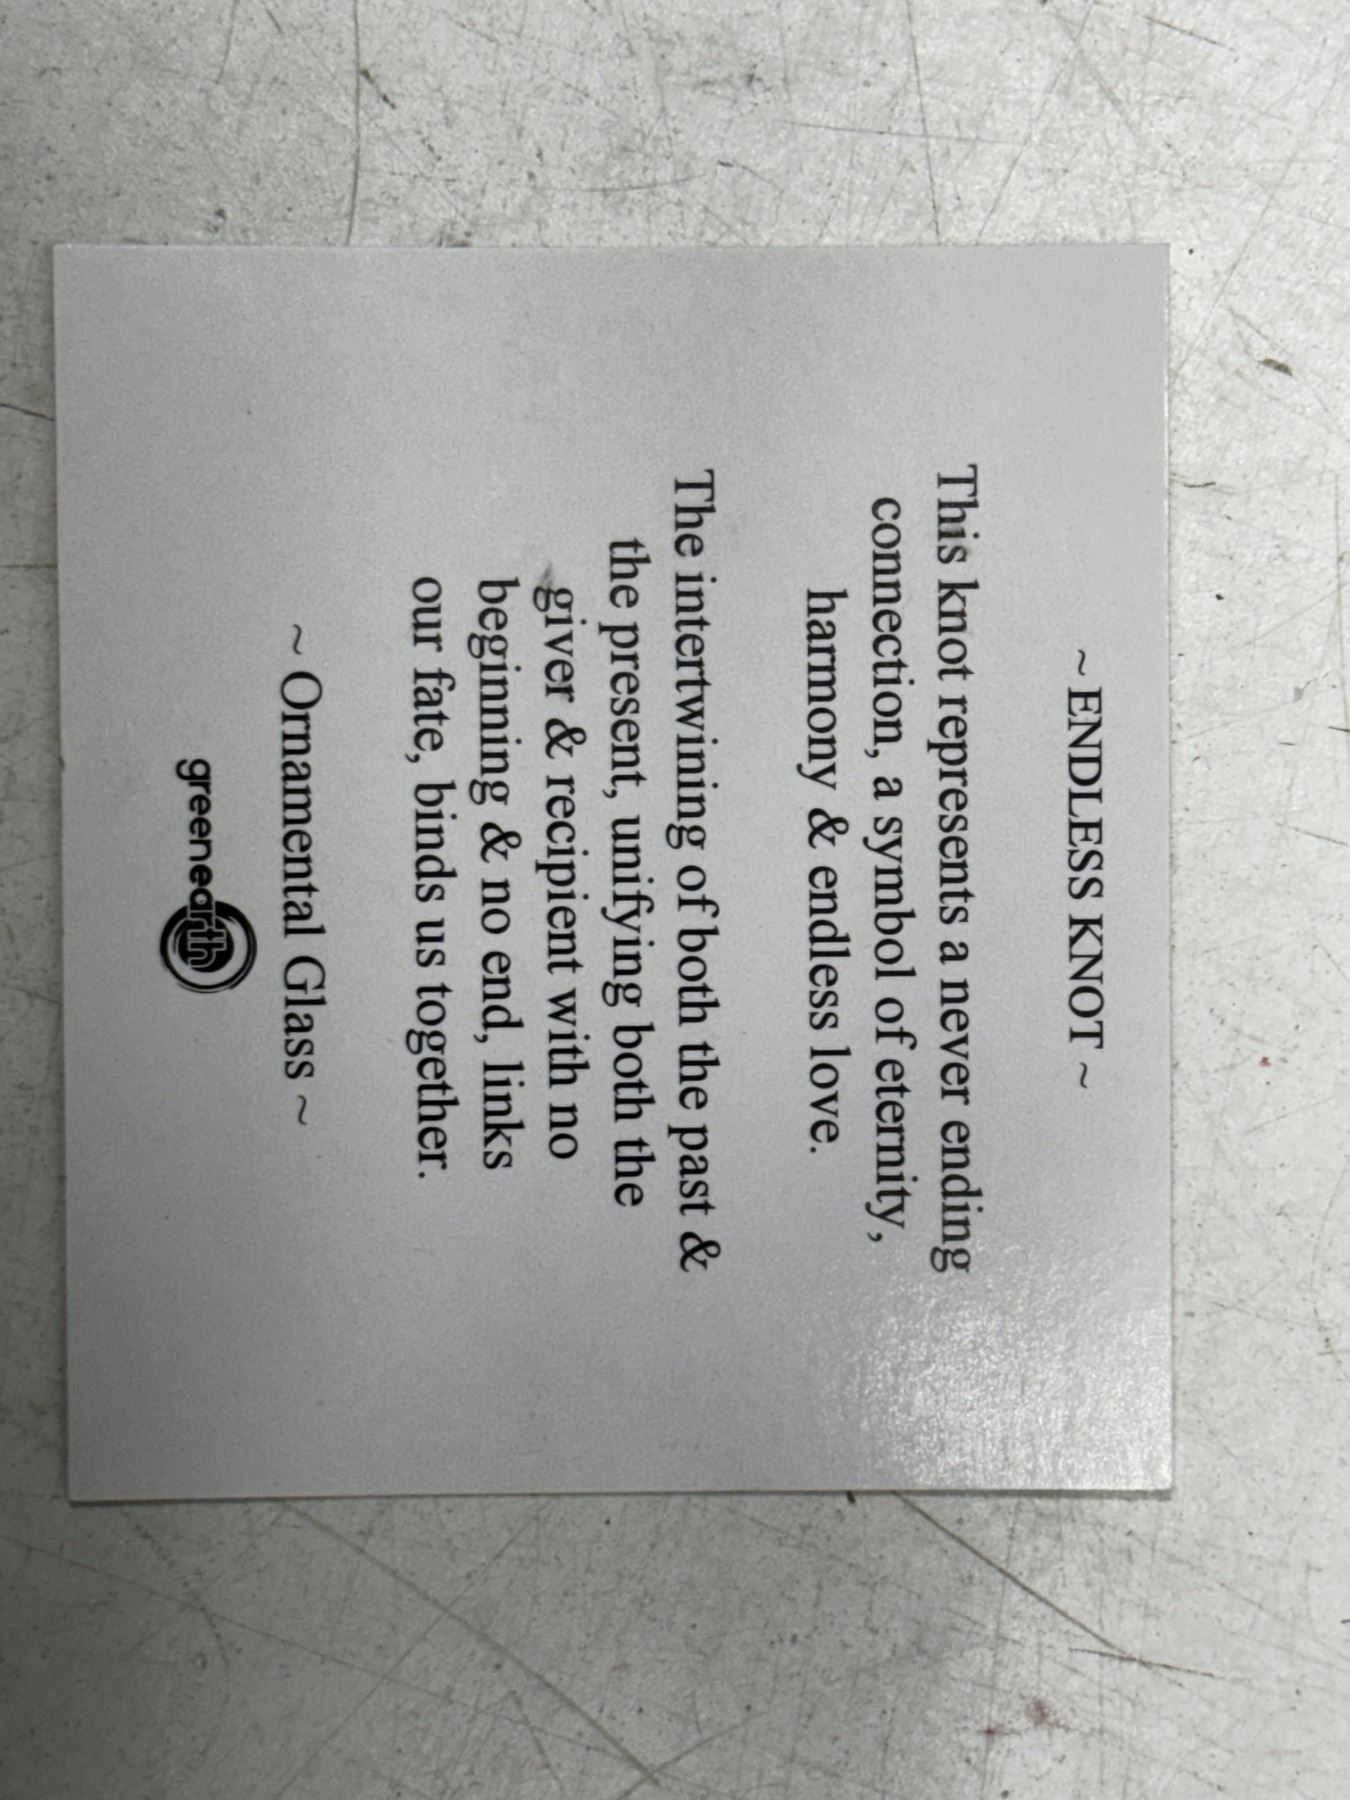 ~ ENDLESS KNOT ~
This knot represents a never ending
connection, a symbol of eternity,
harmony & endless love.
The intertwining of both the past &
the present, unifying both the
giver & recipient with no
beginning & no end, links
our fate, binds us together.
~ Ornamental Glass ~
greenearth